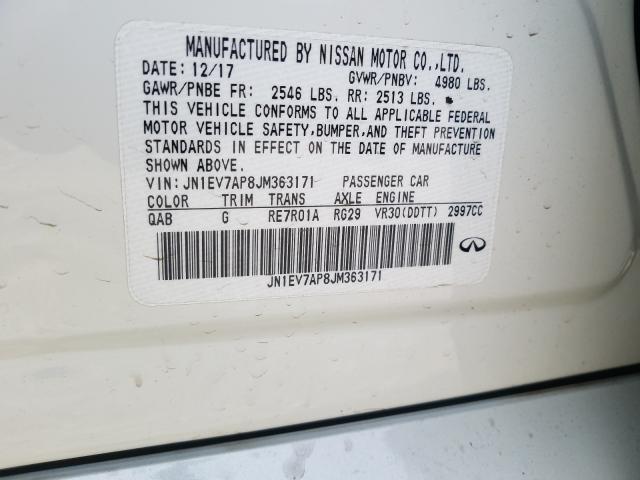 MANUFACTURED BY NISSAN MOTOR CO.,LTD.
DATE: 12/17 GVWR/PNBV: 4980 LBS.
GAWR/PNBE FR: 2546 LBS. RR: 2513 LBS.
THIS VEHICLE CONFORMS TO ALL APPLICABLE FEDERAL
MOTOR VEHICLE SAFETY,BUMPER,AND THEFT PREVENTION
STANDARDS IN EFFECT ON THE DATE OF MANUFACTURE
SHOWN ABOVE.
VIN: JN1EV7AP8JM363171 PASSENGER CAR
COLOR TRIM TRANS AXLE ENGINE
QAB G RE7R01A RG29 VR30(DDTT) 2997CC
JN1EV7AP8JM363171